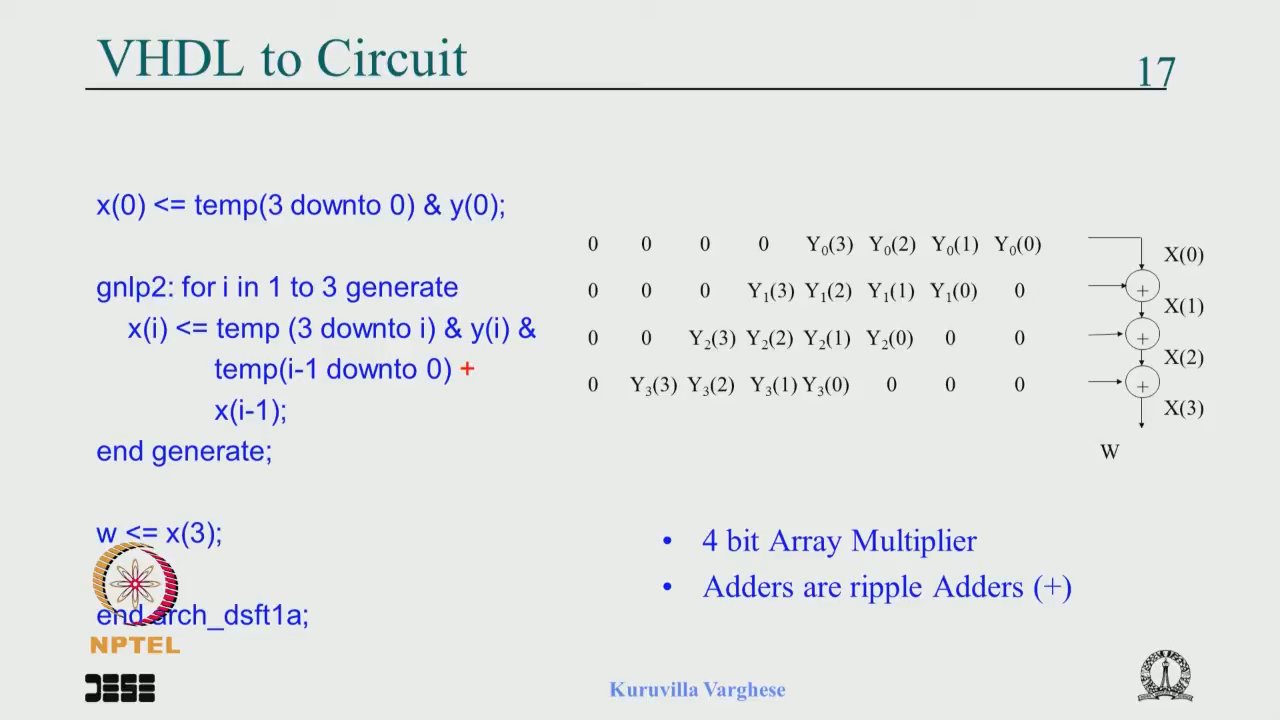 VHDL to Circuit
17
x(0) <= temp(3 downto 0) & y(0);
gnlp2: for i in 1 to 3 generate
x(i) <= temp (3 downto i) & y(i) &
temp(i-1 downto 0) +
x(i-1);
end generate;
w <= x(3);
end arch_dsft1a;
0 0 0 0 Y0(3) Y0(2) Y0(1) Y0(0)
0 0 0 Y1(3) Y1(2) Y1(1) Y1(0) 0
0 0 Y2(3) Y2(2) Y2(1) Y2(0) 0 0
0 Y3(3) Y3(2) Y3(1) Y3(0) 0 0 0
X(0)
+
X(1)
+
X(2)
+
X(3)
W
• 4 bit Array Multiplier
• Adders are ripple Adders (+)
NPTEL
Kuruvilla Varghese